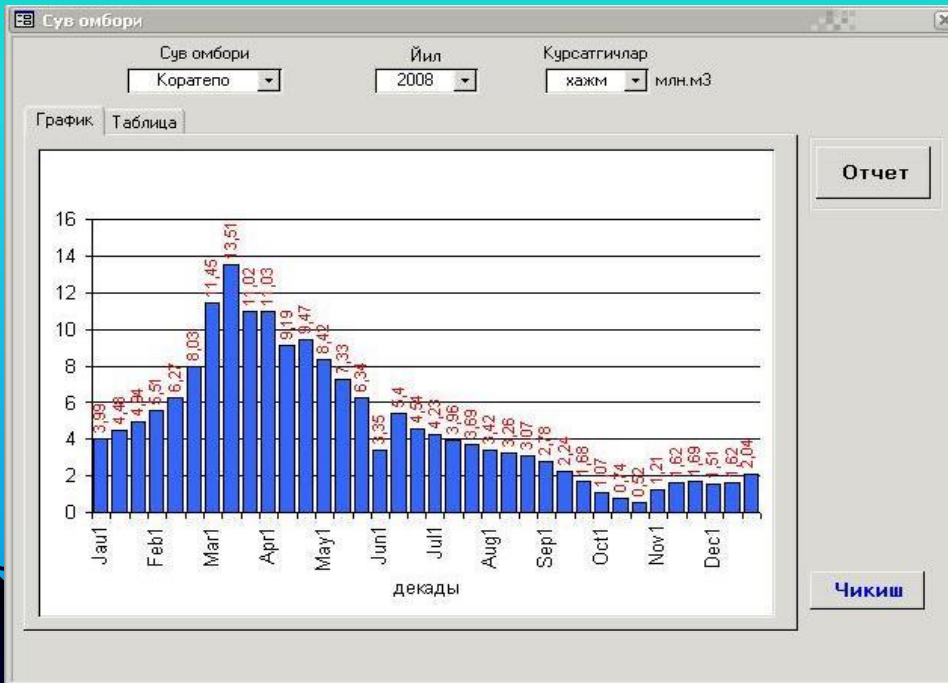 Сув омбори
Сув омбори Йил Курсатгичлар
Коратепо 2008 хажм млн.м3
График Таблица
Отчет
16
14
12
10
8
6
4
2
0
3,99 4,48 4,94 5,51 6,27 8,03 11,45 13,51 11,02 11,03 9,19 9,47 8,42 7,33 6,34 3,35 5,4 4,54 4,23 3,96 3,69 3,42 3,26 3,07 2,78 2,24 1,68 1,07 0,74 0,52 1,21 1,62 1,69 1,51 1,62 2,04
Jau1 Feb1 Mar1 Apr1 May1 Jun1 Jul1 Aug1 Sep1 Oct1 Nov1 Dec1
декады
Чикиш